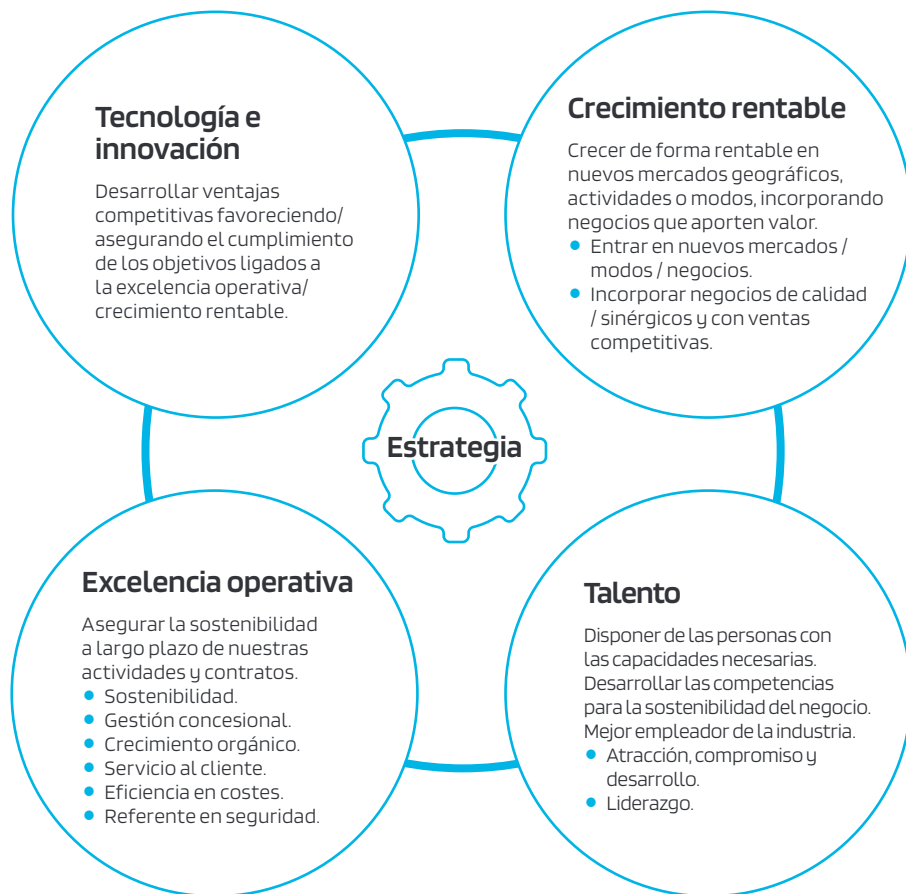 Tecnología e
innovación
Desarrollar ventajas
competitivas favoreciendo/
asegurando el cumplimiento
de los objetivos ligados a
la excelencia operativa/
crecimiento rentable.
Crecimiento rentable
Crecer de forma rentable en
nuevos mercados geográficos,
actividades o modos, incorporando
negocios que aporten valor.
• Entrar en nuevos mercados /
modos / negocios.
• Incorporar negocios de calidad
/ sinérgicos y con ventas
competitivas.
Estrategia
Excelencia operativa
Asegurar la sostenibilidad
a largo plazo de nuestras
actividades y contratos.
• Sostenibilidad.
• Gestión concesional.
• Crecimiento orgánico.
• Servicio al cliente.
• Eficiencia en costes.
• Referente en seguridad.
Talento
Disponer de las personas con
las capacidades necesarias.
Desarrollar las competencias
para la sostenibilidad del negocio.
Mejor empleador de la industria.
• Atracción, compromiso y
desarrollo.
• Liderazgo.